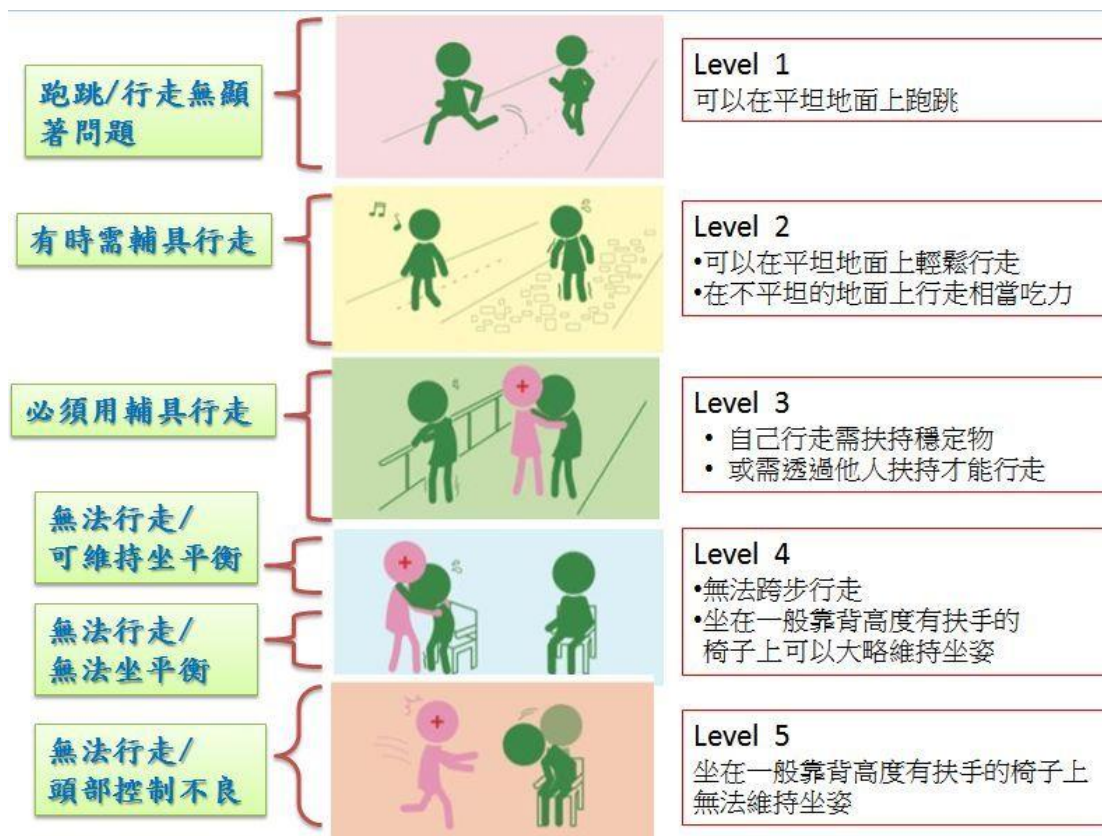 跑跳/行走無顯
著問題
Level 1
可以在平坦地面上跑跳
有時需輔具行走
Level 2
•可以在平坦地面上輕鬆行走
•在不平坦的地面上行走相當吃力
必須用輔具行走
Level 3
• 自己行走需扶持穩定物
• 或需透過他人扶持才能行走
無法行走/
可維持坐平衡
無法行走/
無法坐平衡
Level 4
•無法跨步行走
•坐在一般靠背高度有扶手的
椅子上可以大略維持坐姿
無法行走/
頭部控制不良
Level 5
坐在一般靠背高度有扶手的椅子上
無法維持坐姿